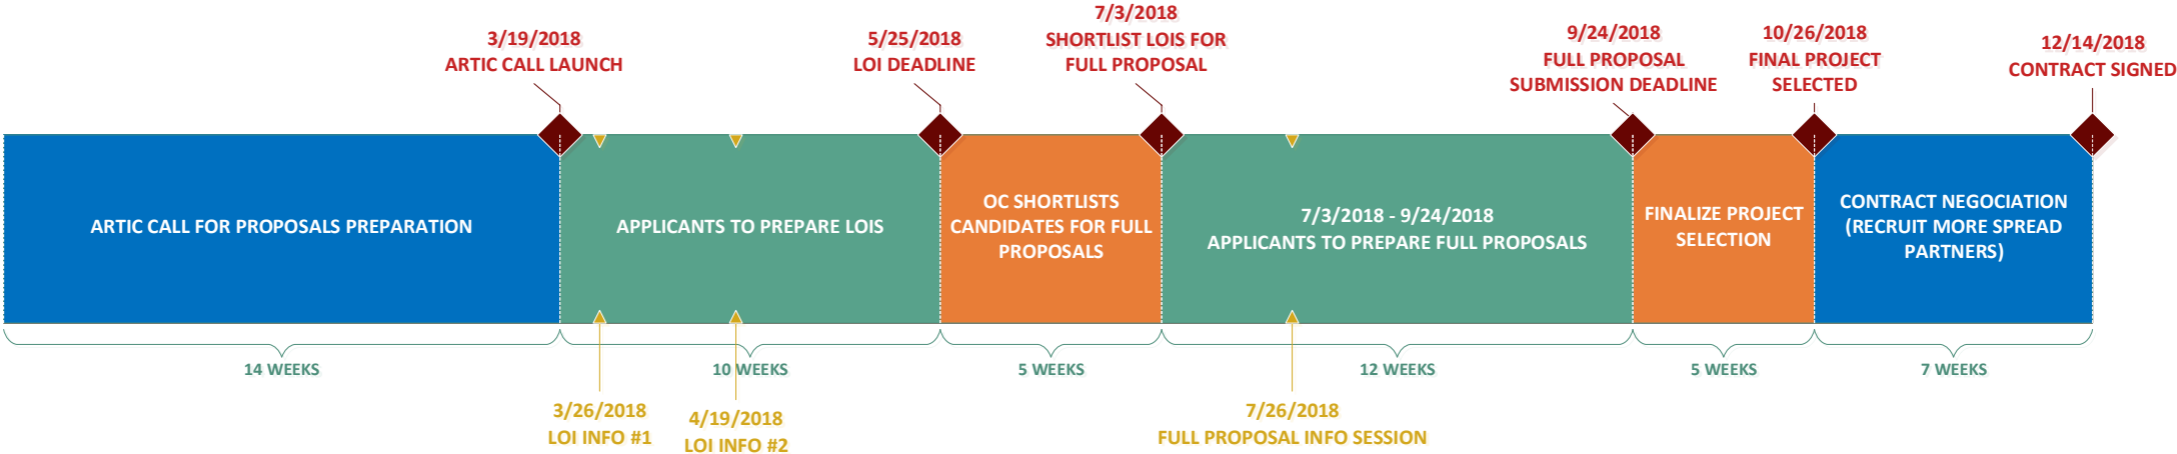 3/19/2018
ARTIC CALL LAUNCH
5/25/2018
LOI DEADLINE
7/3/2018
SHORTLIST LOIS FOR
FULL PROPOSAL
9/24/2018
FULL PROPOSAL
SUBMISSION DEADLINE
10/26/2018
FINAL PROJECT
SELECTED
12/14/2018
CONTRACT SIGNED
ARTIC CALL FOR PROPOSALS PREPARATION
APPLICANTS TO PREPARE LOIS
OC SHORTLISTS
CANDIDATES FOR FULL
PROPOSALS
7/3/2018 - 9/24/2018
APPLICANTS TO PREPARE FULL PROPOSALS
FINALIZE PROJECT
SELECTION
CONTRACT NEGOCIATION
(RECRUIT MORE SPREAD
PARTNERS)
14 WEEKS
10 WEEKS
5 WEEKS
12 WEEKS
5 WEEKS
7 WEEKS
3/26/2018
LOI INFO #1
4/19/2018
LOI INFO #2
7/26/2018
FULL PROPOSAL INFO SESSION